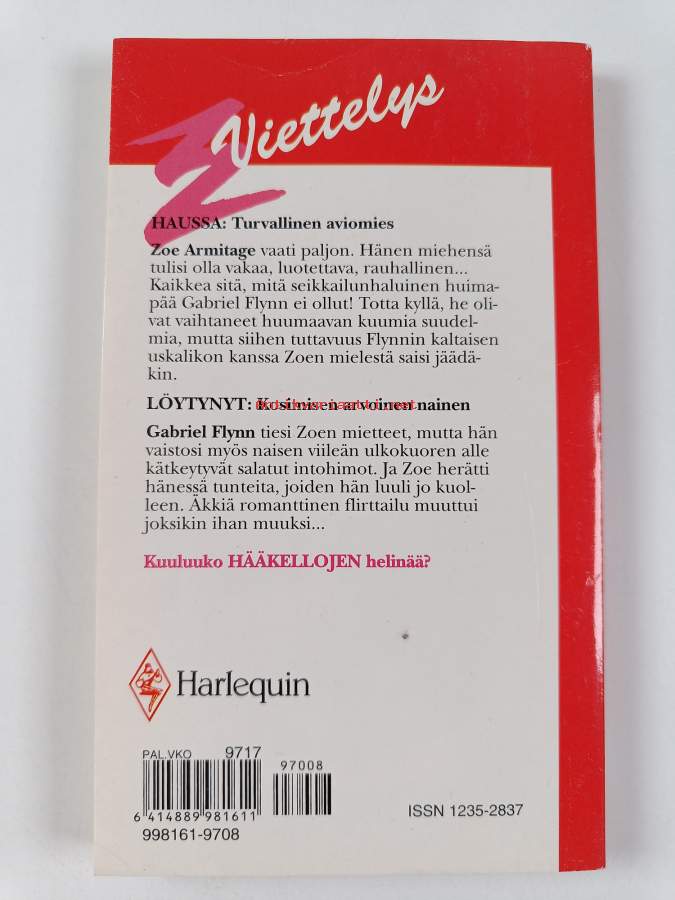 Viettelys
HAUSSA: Turvallinen aviomies
Zoe Armitage vaati paljon. Hänen miehensä
tulisi olla vakaa, luotettava, rauhallinen...
Kaikkea sitä, mitä seikkailunhaluinen huima-
pää Gabriel Flynn ei ollut! Totta kyllä, he oli-
vat vaihtaneet huumaavan kuumia suudel-
mia, mutta siihen tuttavuus Flynnin kaltaisen
uskalikon kanssa Zoen mielestä saisi jäädä-
kin.
LÖYTYNYT: Kosimisen arvoinen nainen
Gabriel Flynn tiesi Zoen mietteet, mutta hän
vaistosi myös naisen viileän ulkokuoren alle
kätkeytyvät salatut intohimot. Ja Zoe herätti
hänessä tunteita, joiden hän luuli jo kuol-
leen. Äkkiä romanttinen flirttailu muuttui
joksikin ihan muuksi...
Kuuluuko HÄÄKELLOJEN helinää?
Harlequin
PAL.VKO 9717
97008
6 414889 981611
ISSN 1235-2837
998161-9708